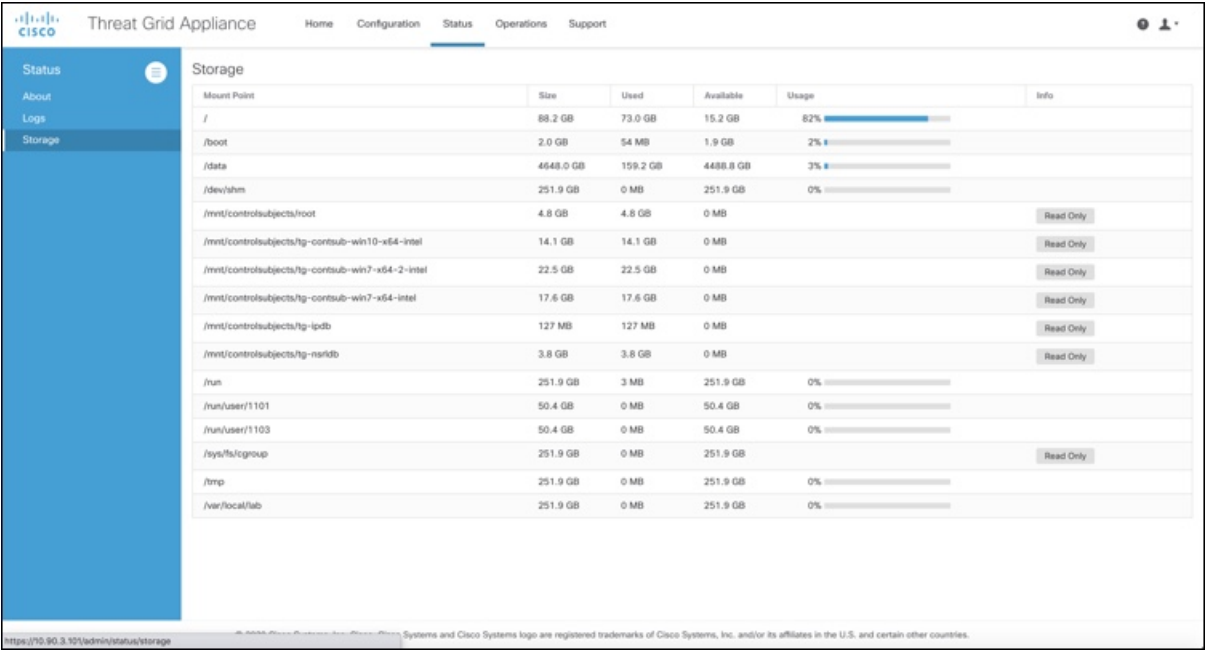 CISCO
Threat Grid Appliance Home Configuration Status Operations Support
Status
About
Logs
Storage
Storage
Mount Point Size Used Available Usage Info
/ 88.2 GB 73.0 GB 15.2 GB 82%
/boot 2.0 GB 54 MB 1.9 GB 2%
/data 4648.0 GB 159.2 GB 4488.8 GB 3%
/dev/shm 251.9 GB 0 MB 251.9 GB 0%
/mnt/controlsubjects/root 4.8 GB 4.8 GB 0 MB Read Only
/mnt/controlsubjects/tg-contsub-win10-x64-intel 14.1 GB 14.1 GB 0 MB Read Only
/mnt/controlsubjects/tg-contsub-win7-x64-2-intel 22.5 GB 22.5 GB 0 MB Read Only
/mnt/controlsubjects/tg-contsub-win7-x64-intel 17.6 GB 17.6 GB 0 MB Read Only
/mnt/controlsubjects/tg-ipdb 127 MB 127 MB 0 MB Read Only
/mnt/controlsubjects/tg-nsrldb 3.8 GB 3.8 GB 0 MB Read Only
/run 251.9 GB 3 MB 251.9 GB 0%
/run/user/1101 50.4 GB 0 MB 50.4 GB 0%
/run/user/1103 50.4 GB 0 MB 50.4 GB 0%
/sys/fs/cgroup 251.9 GB 0 MB 251.9 GB Read Only
/tmp 251.9 GB 0 MB 251.9 GB 0%
/var/local/lab 251.9 GB 0 MB 251.9 GB 0%
Systems and Cisco Systems logo are registered trademarks of Cisco Systems, Inc. and/or its affiliates in the U.S. and certain other countries.
https://10.90.3.101/admin/status/storage